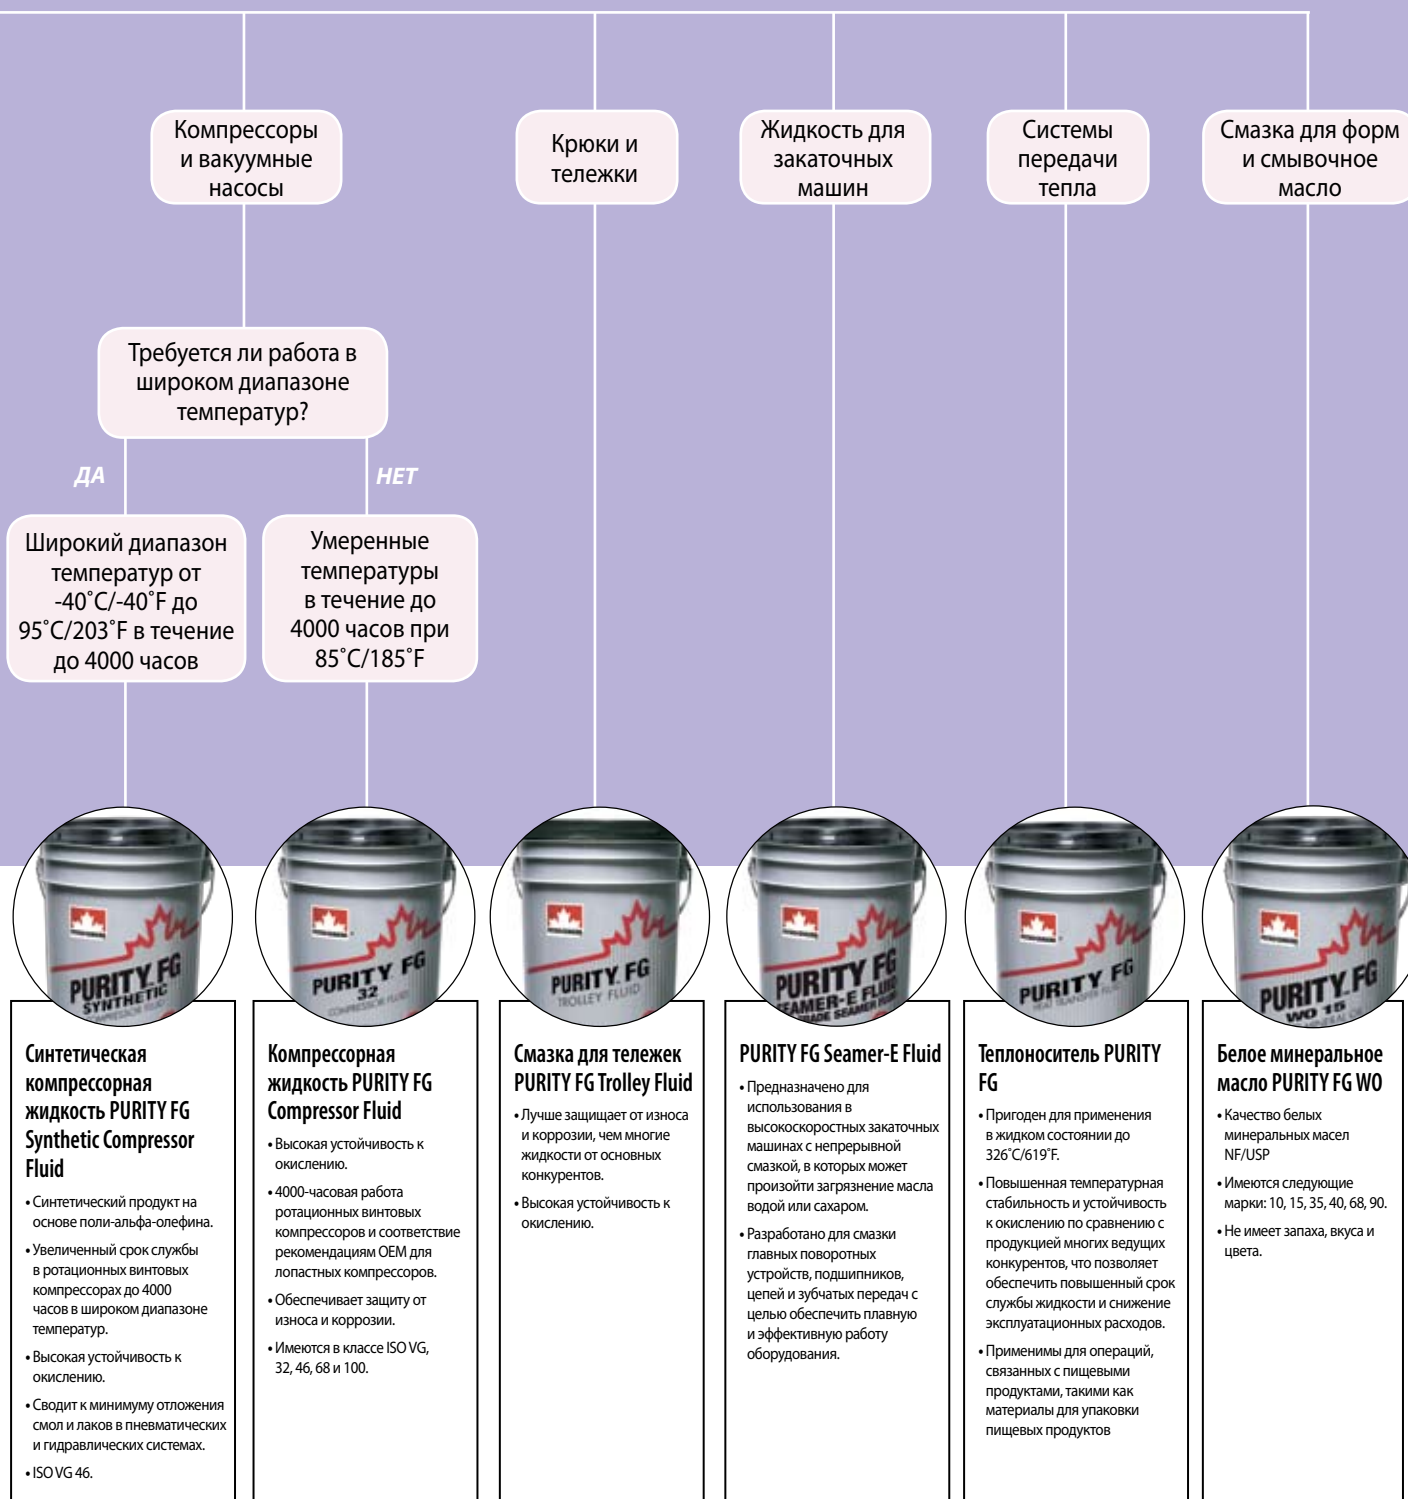 Компрессоры
и вакуумные
насосы
Крюки и
тележки
Жидкость для
закаточных
машин
Системы
передачи
тепла
Смазка для форм
и смывочное
масло
Требуется ли работа в
широком диапазоне
температур?
ДА
НЕТ
Широкий диапазон
температур от
-40˚C/-40˚F до
95˚C/203˚F в течение
до 4000 часов
Умеренные
температуры
в течение до
4000 часов при
85˚C/185˚F
PURITY FG
SYNTHETIC
COMPRESSOR FLUID
PURITY FG
32
COMPRESSOR FLUID
PURITY FG
TROLLEY FLUID
PURITY FG
SEAMER-E FLUID
GRADE SEAMER FLUID
PURITY FG
HEAT TRANSFER FLUID
PURITY FG
WO 15
MINERAL OIL
Синтетическая
компрессорная
жидкость PURITY FG
Synthetic Compressor
Fluid
• Синтетический продукт на
основе поли-альфа-олефина.
• Увеличенный срок службы
в ротационных винтовых
компрессорах до 4000
часов в широком диапазоне
температур.
• Высокая устойчивость к
окислению.
• Сводит к минимуму отложения
смол и лаков в пневматических
и гидравлических системах.
• ISO VG 46.
Компрессорная
жидкость PURITY FG
Compressor Fluid
• Высокая устойчивость к
окислению.
• 4000-часовая работа
ротационных винтовых
компрессоров и соответствие
рекомендациям OEM для
лопастных компрессоров.
• Обеспечивает защиту от
износа и коррозии.
• Имеются в классе ISO VG,
32, 46, 68 и 100.
Смазка для тележек
PURITY FG Trolley Fluid
• Лучше защищает от износа
и коррозии, чем многие
жидкости от основных
конкурентов.
• Высокая устойчивость к
окислению.
PURITY FG Seamer-E Fluid
• Предназначено для
использования в
высокоскоростных закаточных
машинах с непрерывной
смазкой, в которых может
произойти загрязнение масла
водой или сахаром.
• Разработано для смазки
главных поворотных
устройств, подшипников,
цепей и зубчатых передач с
целью обеспечить плавную
и эффективную работу
оборудования.
Теплоноситель PURITY
FG
• Пригоден для применения
в жидком состоянии до
326˚C/619˚F.
• Повышенная температурная
стабильность и устойчивость
к окислению по сравнению с
продукцией многих ведущих
конкурентов, что позволяет
обеспечить повышенный срок
службы жидкости и снижение
эксплуатационных расходов.
• Применимы для операций,
связанных с пищевыми
продуктами, такими как
материалы для упаковки
пищевых продуктов
Белое минеральное
масло PURITY FG WO
• Качество белых
минеральных масел
NF/USP
• Имеются следующие
марки: 10, 15, 35, 40, 68, 90.
• Не имеет запаха, вкуса и
цвета.